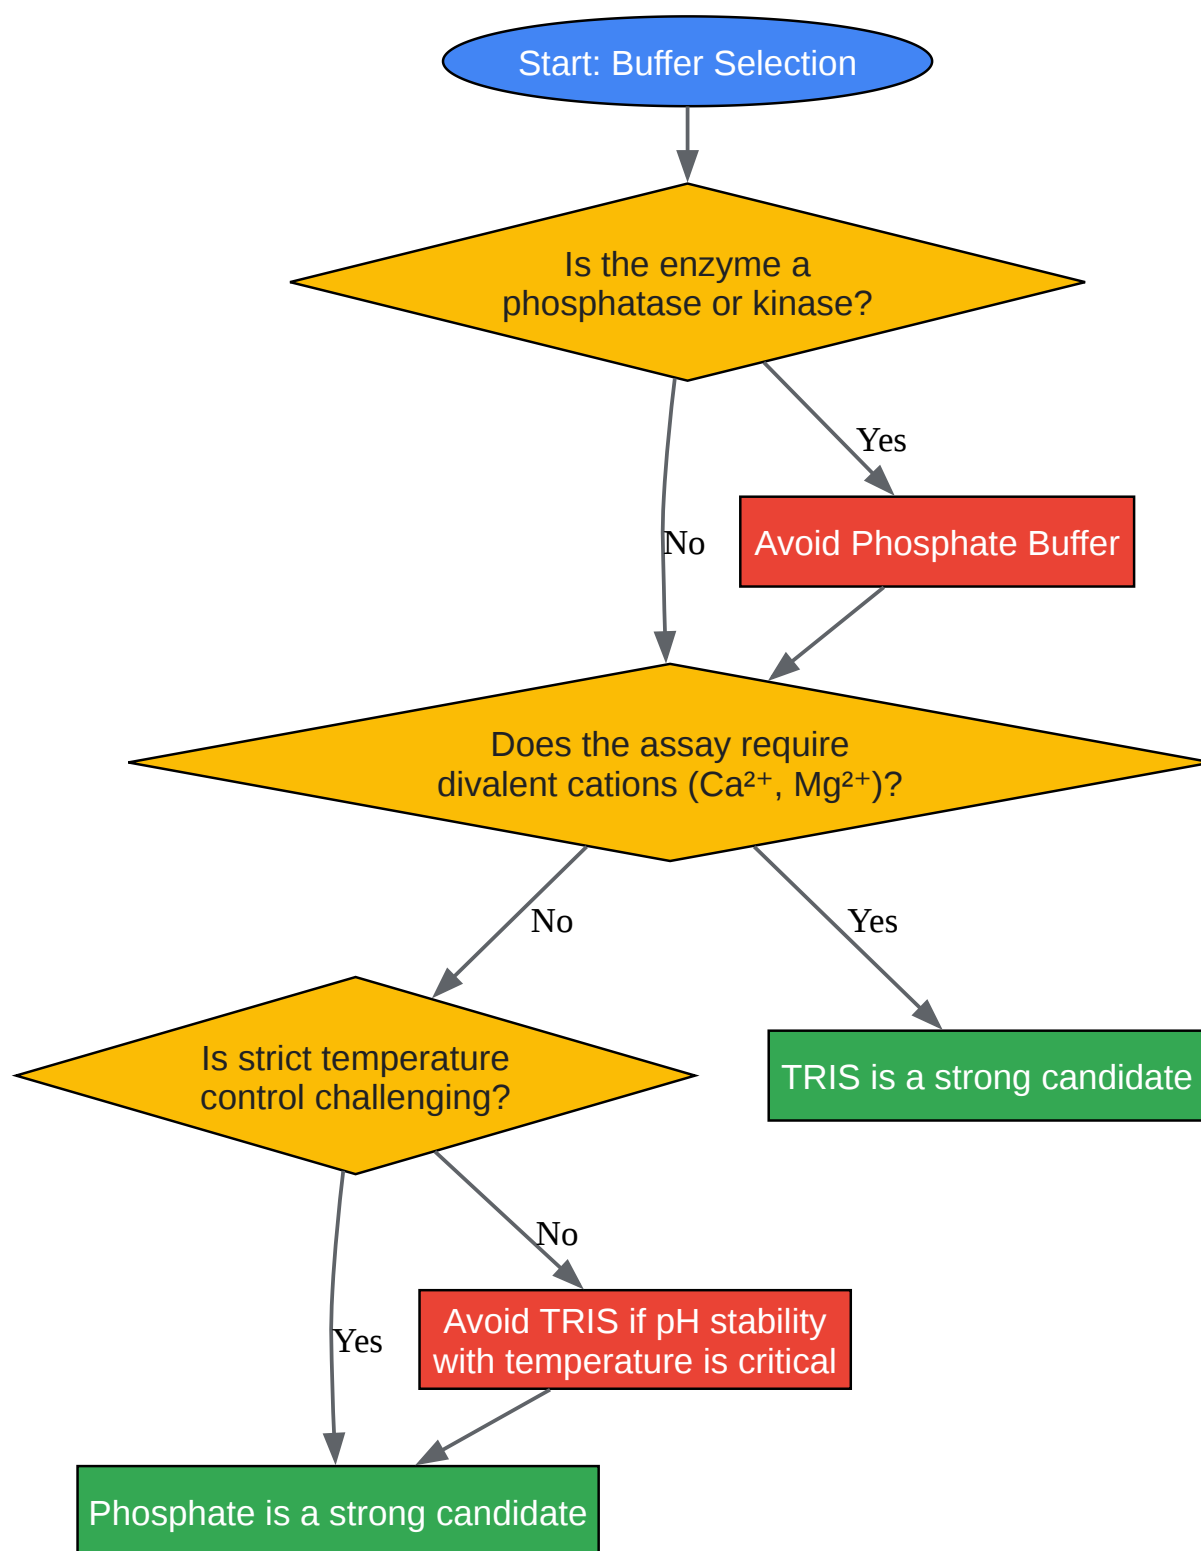 Start: Buffer Selection
Is the enzyme a
phosphatase or kinase?
Yes
No
Avoid Phosphate Buffer
Does the assay require
divalent cations (Ca²⁺, Mg²⁺)?
No
Yes
Is strict temperature
control challenging?
TRIS is a strong candidate
No
Yes
Avoid TRIS if pH stability
with temperature is critical
Phosphate is a strong candidate